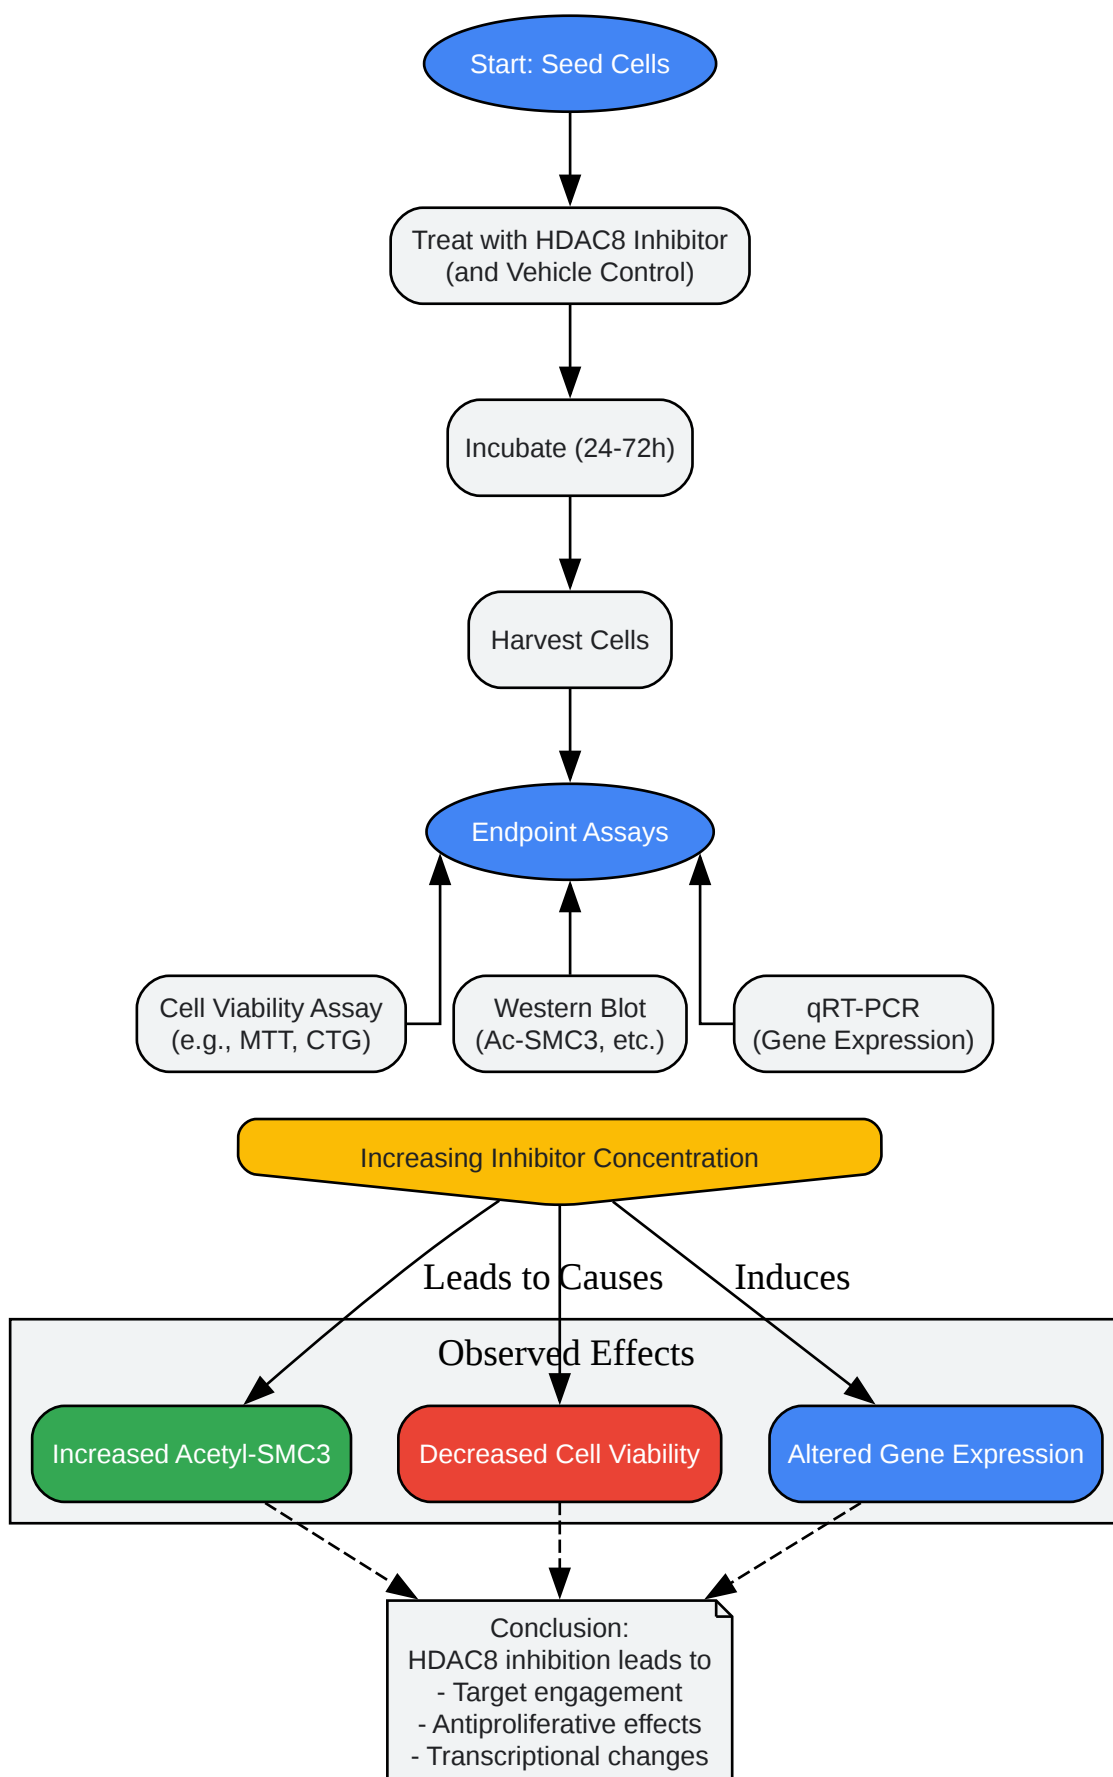 Start: Seed Cells
Treat with HDAC8 Inhibitor
(and Vehicle Control)
Incubate (24-72h)
Harvest Cells
Endpoint Assays
Cell Viability Assay
(e.g., MTT, CTG)
Western Blot
(Ac-SMC3, etc.)
qRT-PCR
(Gene Expression)
Increasing Inhibitor Concentration
Leads to
Causes
Induces
Observed Effects
Increased Acetyl-SMC3
Decreased Cell Viability
Altered Gene Expression
Conclusion:
HDAC8 inhibition leads to
- Target engagement
- Antiproliferative effects
- Transcriptional changes